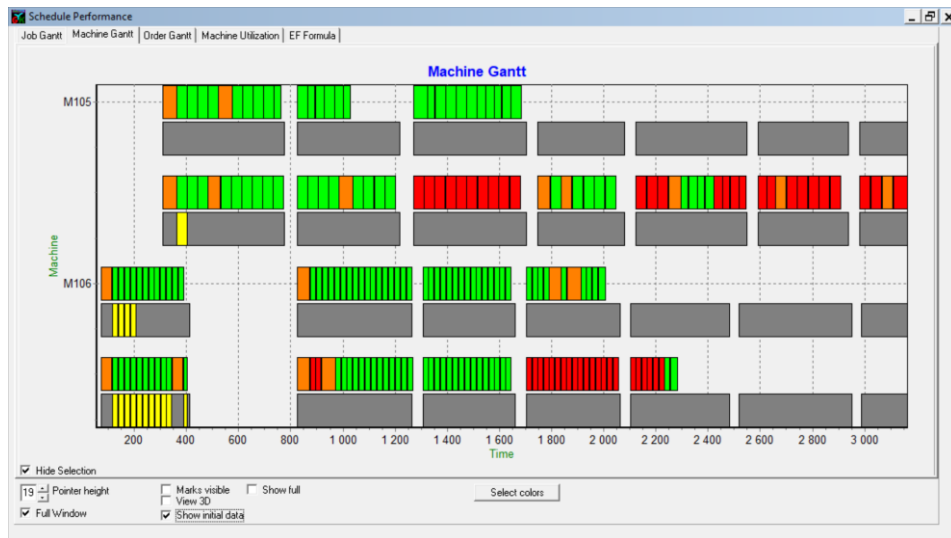 Schedule Performance
Job Gantt Machine Gantt Order Gantt Machine Utilization EF Formula
Machine Gantt
M105
Machine
M106
200 400 600 800 1 000 1 200 1 400 1 600 1 800 2 000 2 200 2 400 2 600 2 800 3 000
Time
Hide Selection
19 Pointer height Marks visible Show full Select colors
View 3D
Full Window Show initial data